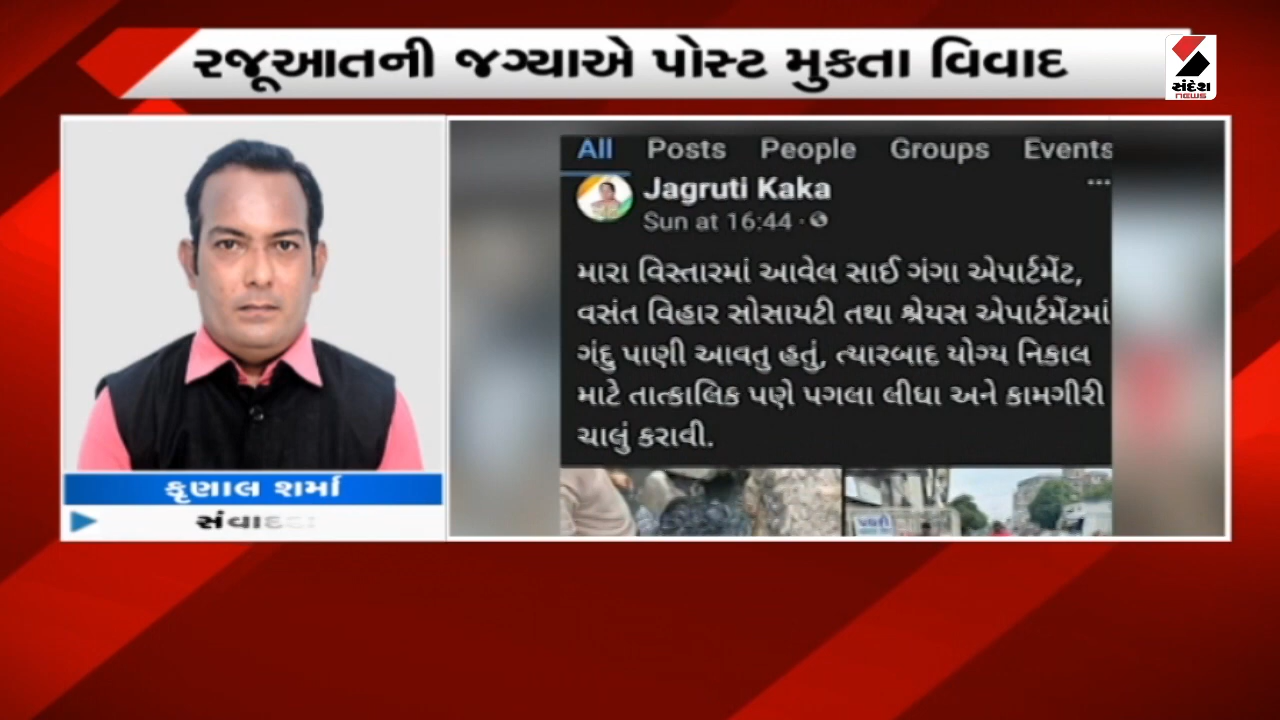 રજૂઆતની જગ્યાએ પોસ્ટ મુકતા વિવાદ
સંદેશ
NEWS
All Posts People Groups Events
Jagruti Kaka
Sun at 16:44
મારા વિસ્તારમાં આવેલ સાઈ ગંગા એપાર્ટમેંટ,
વસંત વિહાર સોસાયટી તથા શ્રેયસ એપાર્ટમેંટમાં
ગંદુ પાણી આવતુ હતું, ત્યારબાદ યોગ્ય નિકાલ
માટે તાત્કાલિક પણે પગલા લીધા અને કામગીરી
ચાલું કરાવી.
કૃણાલ શર્મા
સંવાદ